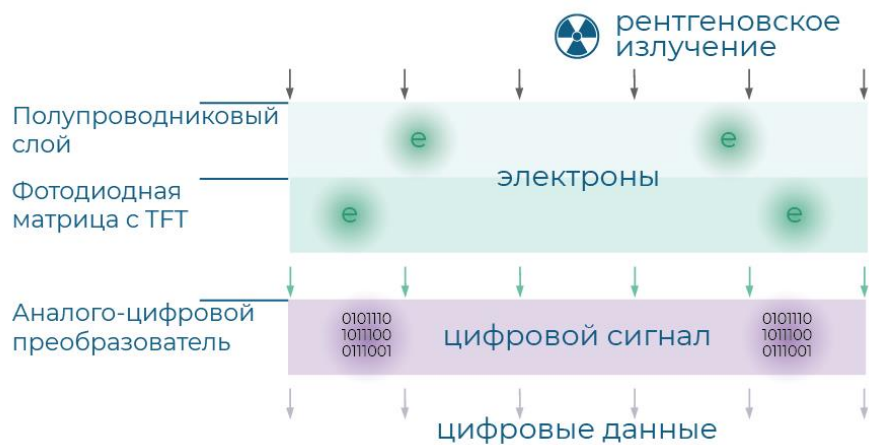 рентгеновское
излучение
Полупроводниковый
слой
e
e
электроны
Фотодиодная
матрица с TFT
e
e
Аналого-цифровой
преобразователь
0101110
1011100
0111001
цифровой сигнал
0101110
1011100
0111001
цифровые данные